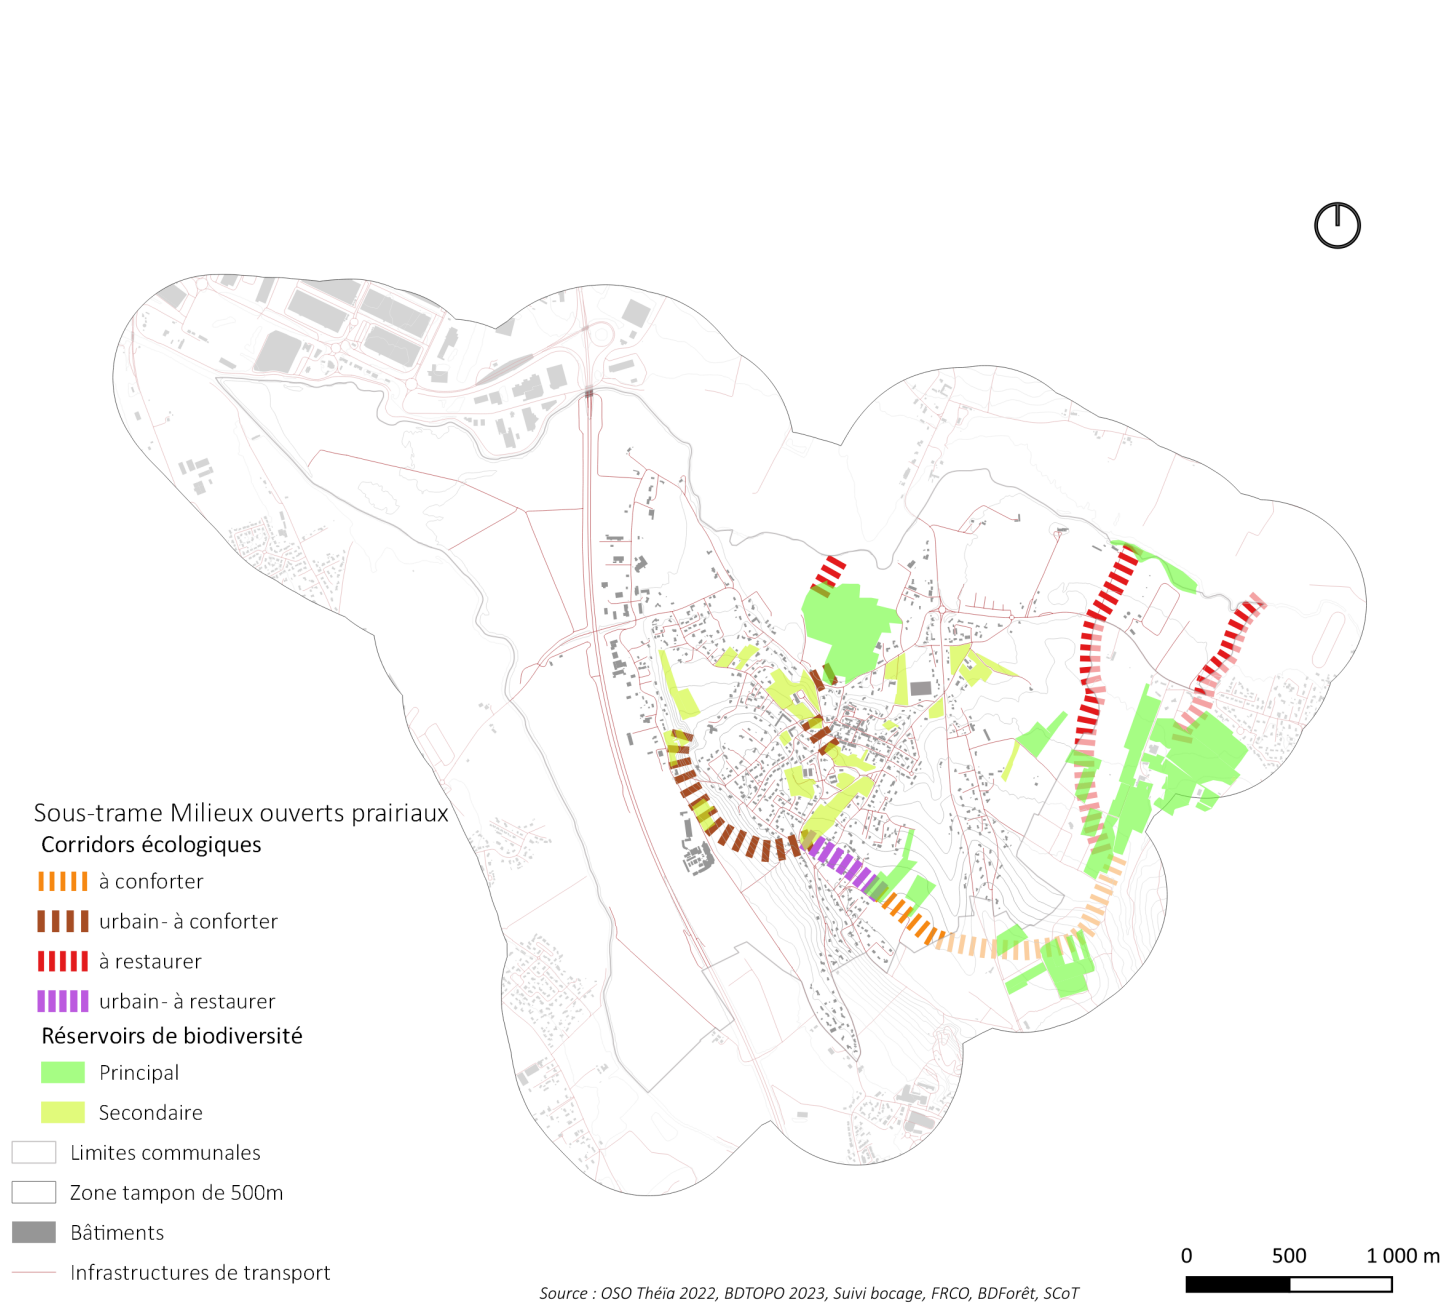 Sous-trame Milieux ouverts prairiaux
Corridors écologiques
à conforter
urbain- à conforter
à restaurer
urbain- à restaurer
Réservoirs de biodiversité
Principal
Secondaire
Limites communales
Zone tampon de 500m
Bâtiments
Infrastructures de transport
0 500 1 000 m
Source : OSO Théïa 2022, BDTOPO 2023, Suivi bocage, FRCO, BDForêt, SCoT